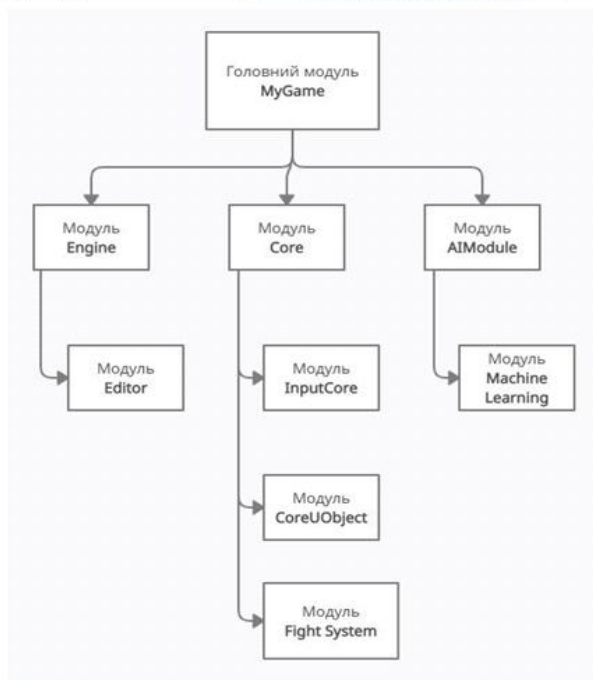 Головний модуль
MyGame
Модуль
Engine
Модуль
Core
Модуль
AIModule
Модуль
Editor
Модуль
InputCore
Модуль
Machine
Learning
Модуль
CoreUObject
Модуль
Fight System